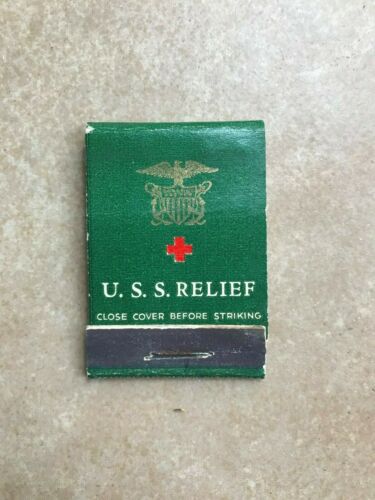 U. S. S. RELIEF
CLOSE COVER BEFORE STRIKING